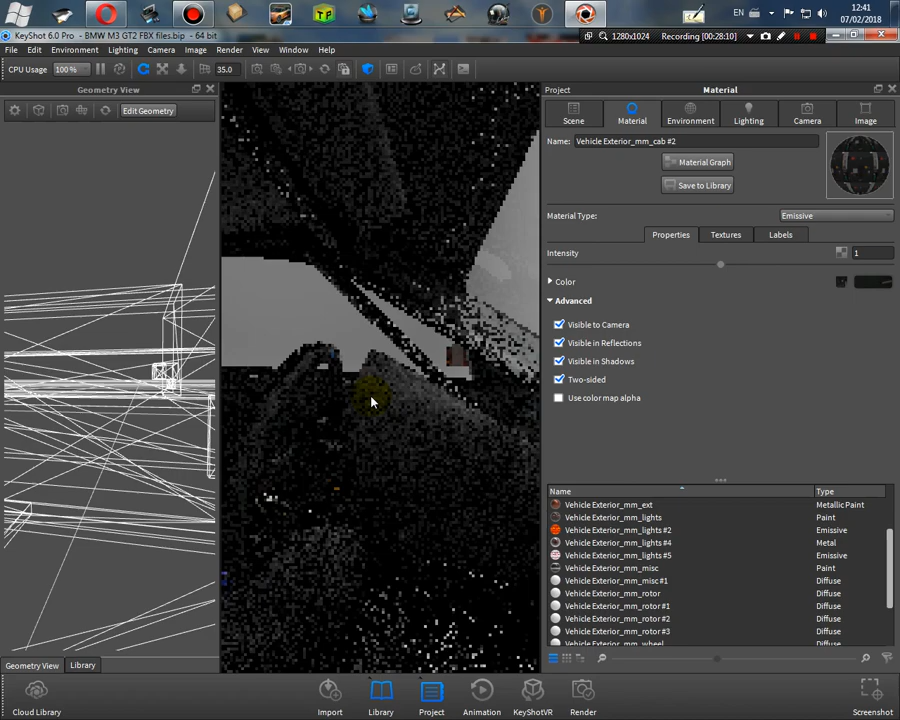 EN
12:41
07/02/2018
KeyShot 6.0 Pro - BMW M3 GT2 FBX files.bip - 64 bit
1280x1024
Recording [00:28:10]
File Edit Environment Lighting Camera Image Render View Window Help
CPU Usage 100 % 35.0
Geometry View
Project
Material
Edit Geometry
Scene
Material
Environment
Lighting
Camera
Image
Name: Vehicle Exterior_mm_cab #2
Material Graph
Save to Library
Material Type: Emissive
Properties Textures Labels
Intensity 1
Color
Advanced
Visible to Camera
Visible in Reflections
Visible in Shadows
Two-sided
Use color map alpha
Name Type
Vehicle Exterior_mm_ext Metallic Paint
Vehicle Exterior_mm_lights Paint
Vehicle Exterior_mm_lights #2 Emissive
Vehicle Exterior_mm_lights #4 Metal
Vehicle Exterior_mm_lights #5 Emissive
Vehicle Exterior_mm_misc Paint
Vehicle Exterior_mm_misc #1 Diffuse
Vehicle Exterior_mm_rotor Diffuse
Vehicle Exterior_mm_rotor #1 Diffuse
Vehicle Exterior_mm_rotor #2 Diffuse
Vehicle Exterior_mm_rotor #3 Diffuse
Vehicle Exterior_mm_wheel Diffuse
Geometry View Library
Cloud Library
Import
Library
Project
Animation
KeyShotVR
Render
Screenshot